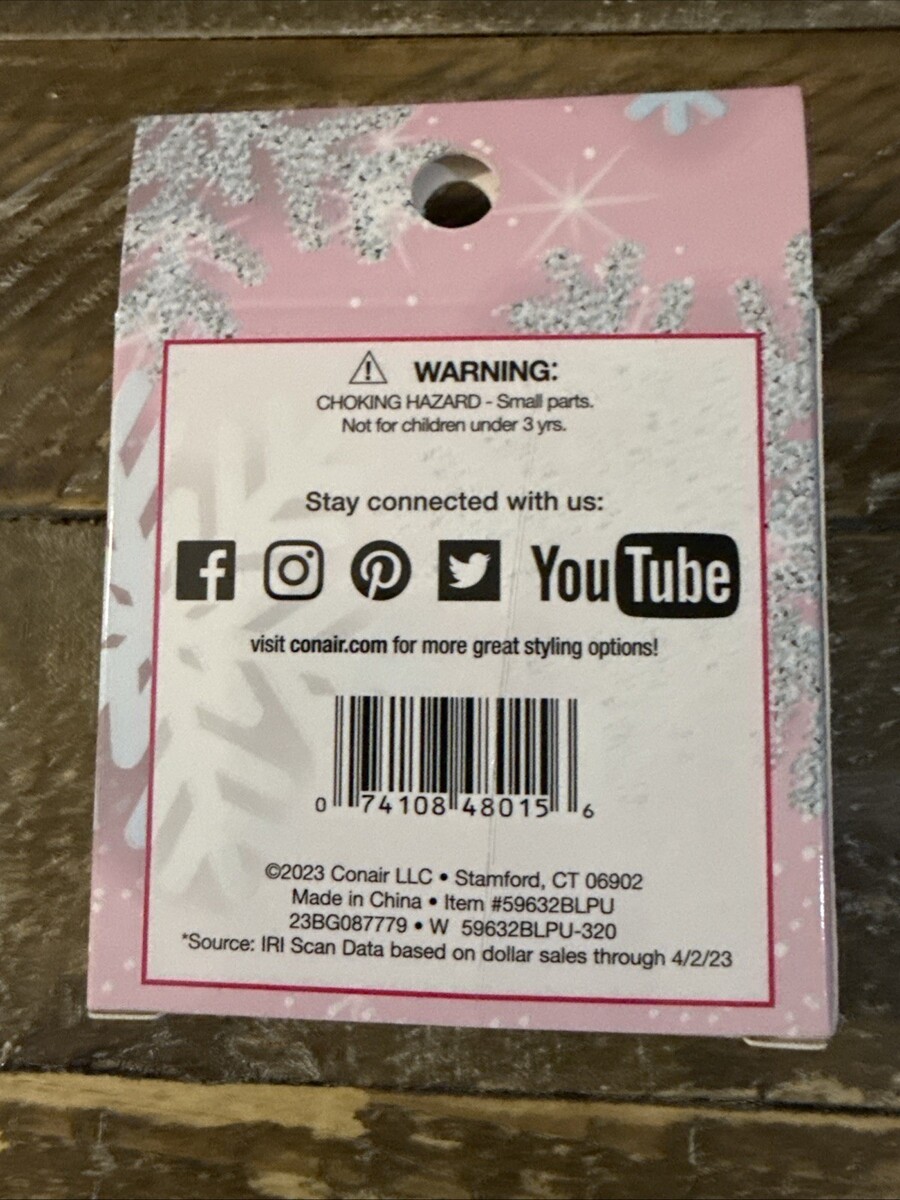 WARNING:
CHOKING HAZARD - Small parts.
Not for children under 3 yrs.
Stay connected with us:
YouTube
visit conair.com for more great styling options!
0 74108 48015 6
©2023 Conair LLC • Stamford, CT 06902
Made in China • Item #59632BLPU
23BG087779 • W 59632BLPU-320
*Source: IRI Scan Data based on dollar sales through 4/2/23